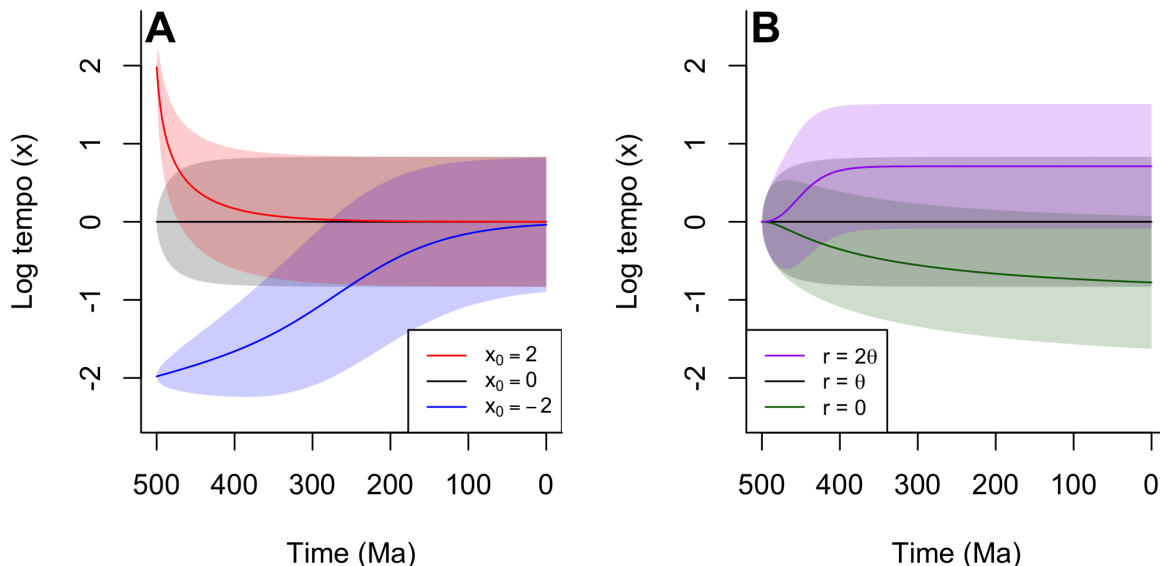 A
Log tempo (x)
2
1
0
-1
-2
x₀ = 2
x₀ = 0
x₀ = −2
500 400 300 200 100 0
Time (Ma)
B
Log tempo (x)
2
1
0
-1
-2
r = 2θ
r = θ
r = 0
500 400 300 200 100 0
Time (Ma)